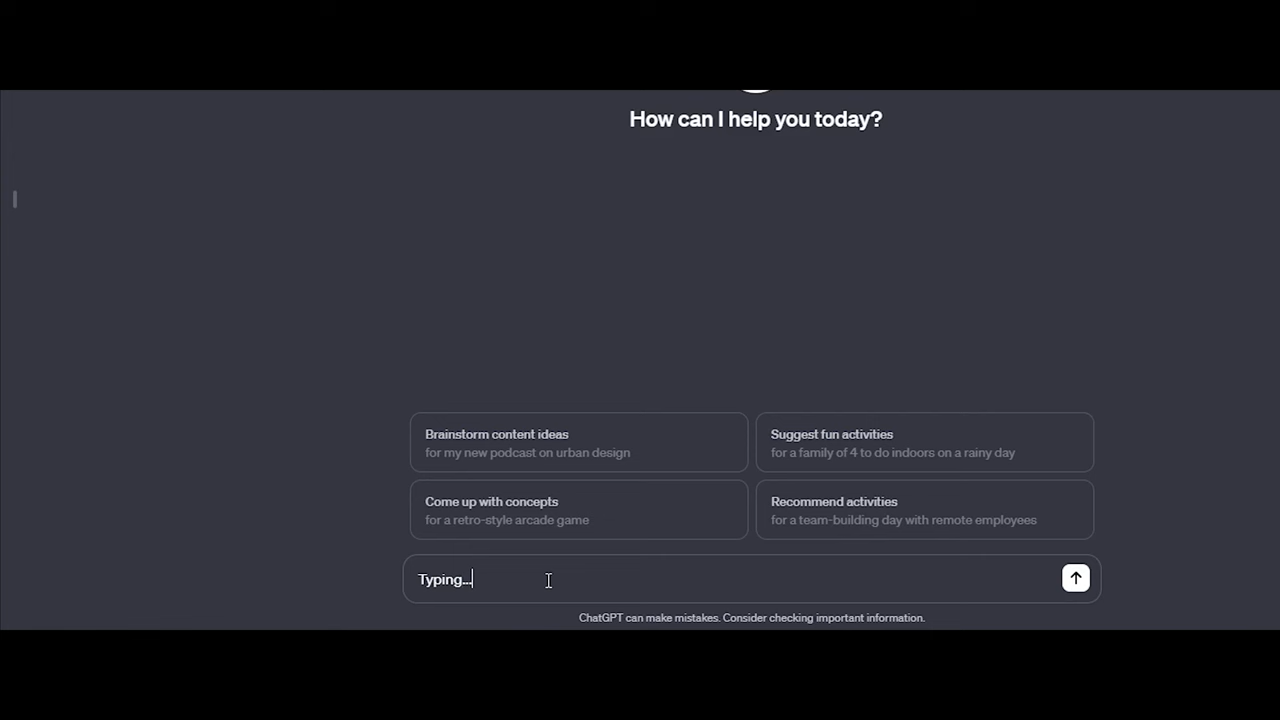 How can I help you today?
Brainstorm content ideas
for my new podcast on urban design
Suggest fun activities
for a family of 4 to do indoors on a rainy day
Come up with concepts
for a retro-style arcade game
Recommend activities
for a team-building day with remote employees
Typing...
ChatGPT can make mistakes. Consider checking important information.